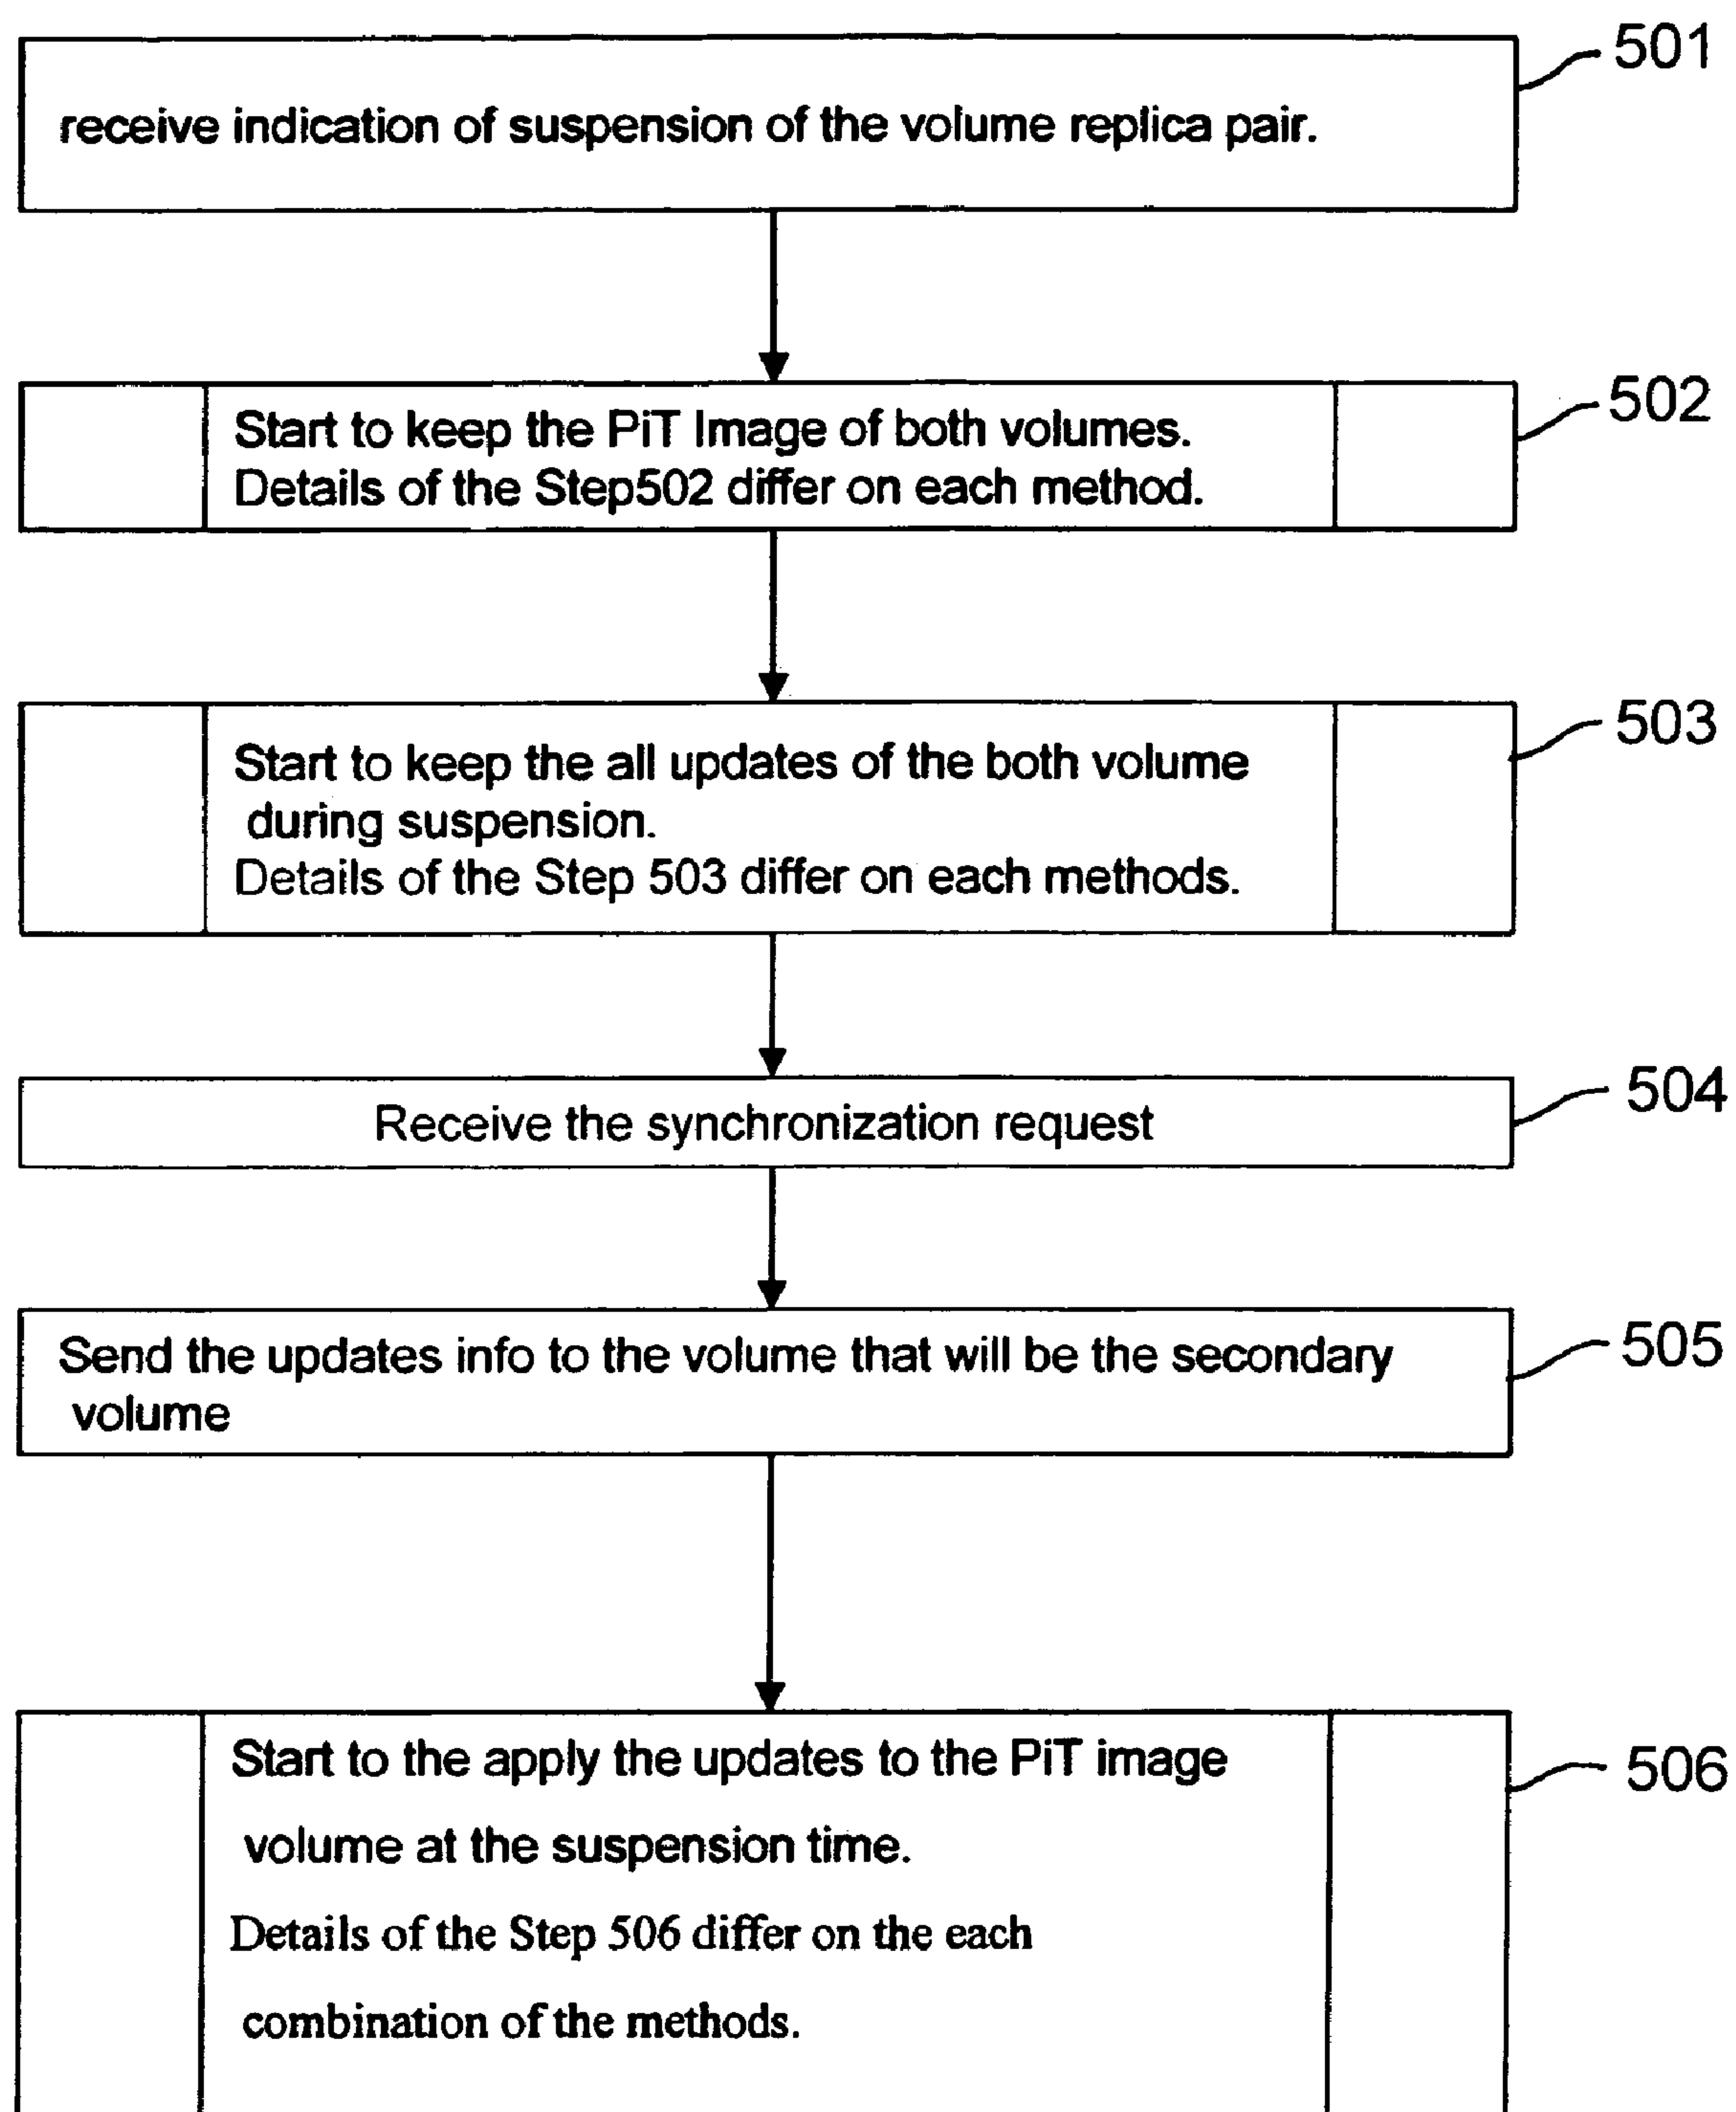 501
receive indication of suspension of the volume replica pair.
502
Start to keep the PiT Image of both volumes.
Details of the Step502 differ on each method.
503
Start to keep the all updates of the both volume
during suspension.
Details of the Step 503 differ on each methods.
504
Receive the synchronization request
505
Send the updates info to the volume that will be the secondary
volume
506
Start to the apply the updates to the PiT image
volume at the suspension time.
Details of the Step 506 differ on the each
combination of the methods.